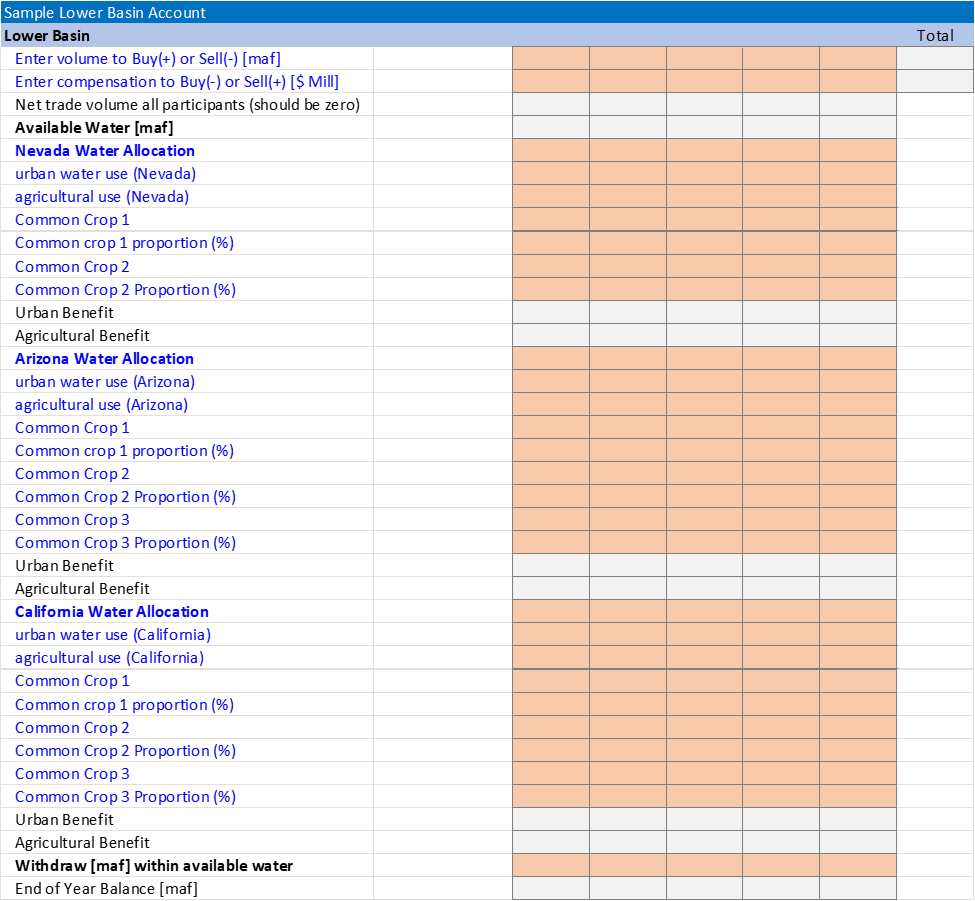 Sample Lower Basin Account
Lower Basin Total
Enter volume to Buy(+) or Sell(-) [maf]
Enter compensation to Buy(-) or Sell(+) [$ Mill]
Net trade volume all participants (should be zero)
Available Water [maf]
Nevada Water Allocation
urban water use (Nevada)
agricultural use (Nevada)
Common Crop 1
Common crop 1 proportion (%)
Common Crop 2
Common Crop 2 Proportion (%)
Urban Benefit
Agricultural Benefit
Arizona Water Allocation
urban water use (Arizona)
agricultural use (Arizona)
Common Crop 1
Common crop 1 proportion (%)
Common Crop 2
Common Crop 2 Proportion (%)
Common Crop 3
Common Crop 3 Proportion (%)
Urban Benefit
Agricultural Benefit
California Water Allocation
urban water use (California)
agricultural use (California)
Common Crop 1
Common crop 1 proportion (%)
Common Crop 2
Common Crop 2 Proportion (%)
Common Crop 3
Common Crop 3 Proportion (%)
Urban Benefit
Agricultural Benefit
Withdraw [maf] within available water
End of Year Balance [maf]